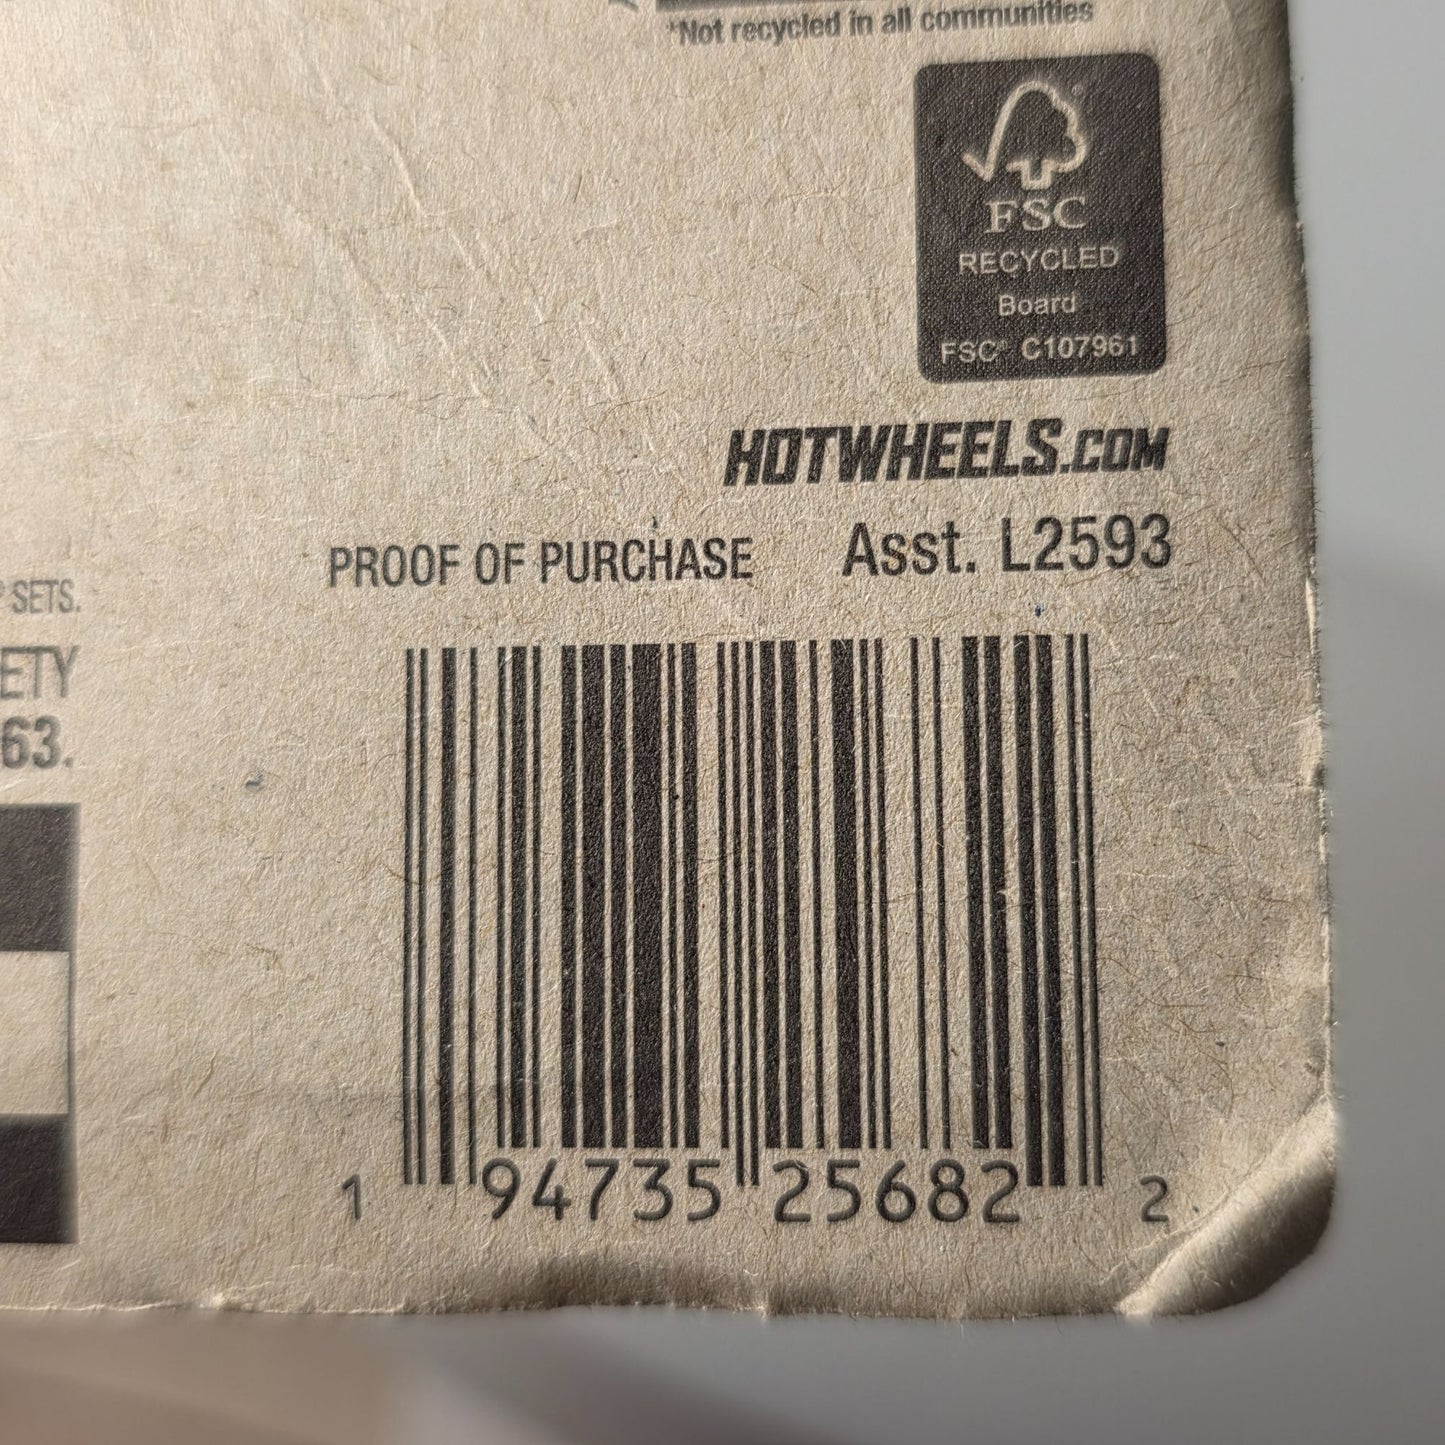 *Not recycled in all communities
FSC
RECYCLED
Board
FSC® C107961
HOTWHEELS.COM
PROOF OF PURCHASE Asst. L2593
® SETS.
ETY
63.
1 94735 25682 2